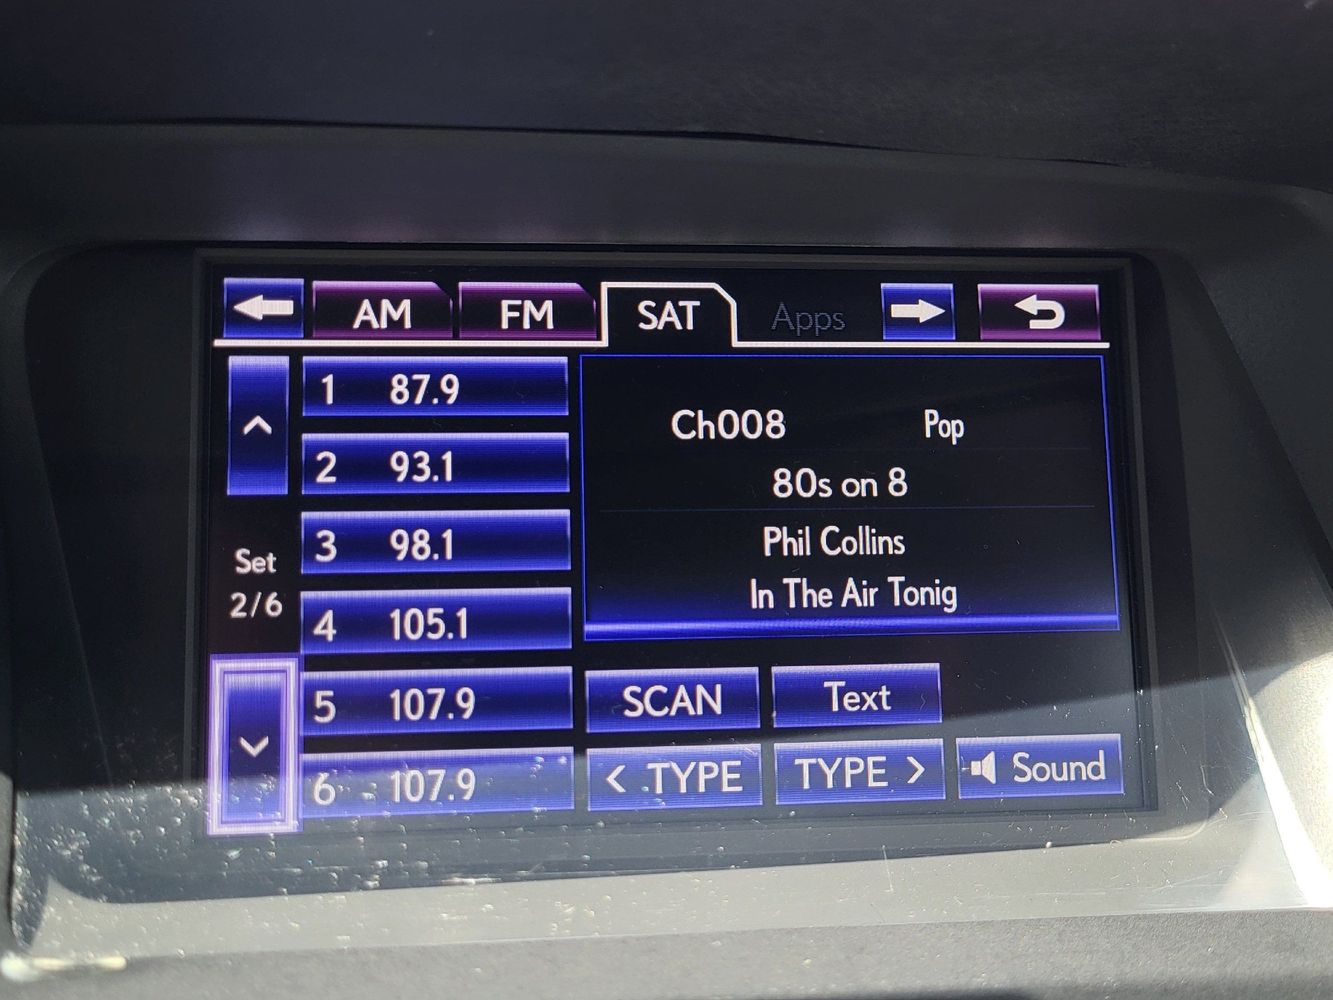 AM FM SAT Apps
1 87.9
2 93.1
3 98.1
4 105.1
5 107.9
6 107.9
Set
2/6
Ch008 Pop
80s on 8
Phil Collins
In The Air Tonig
SCAN Text
< TYPE TYPE > Sound